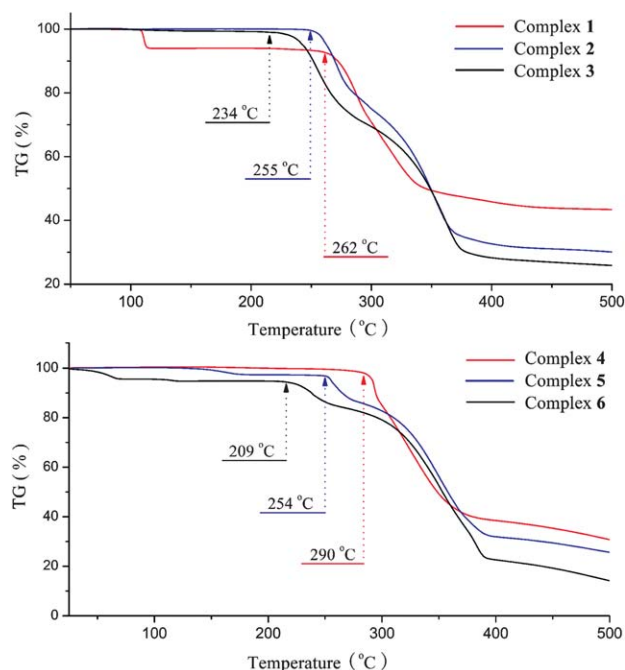 100
80
60
40
20
TG (%)
Complex 1
Complex 2
Complex 3
234 °C
255 °C
262 °C
100 200 300 400 500
Temperature (°C)
100
80
60
40
20
0
TG (%)
Complex 4
Complex 5
Complex 6
209 °C
254 °C
290 °C
100 200 300 400 500
Temperature (°C)